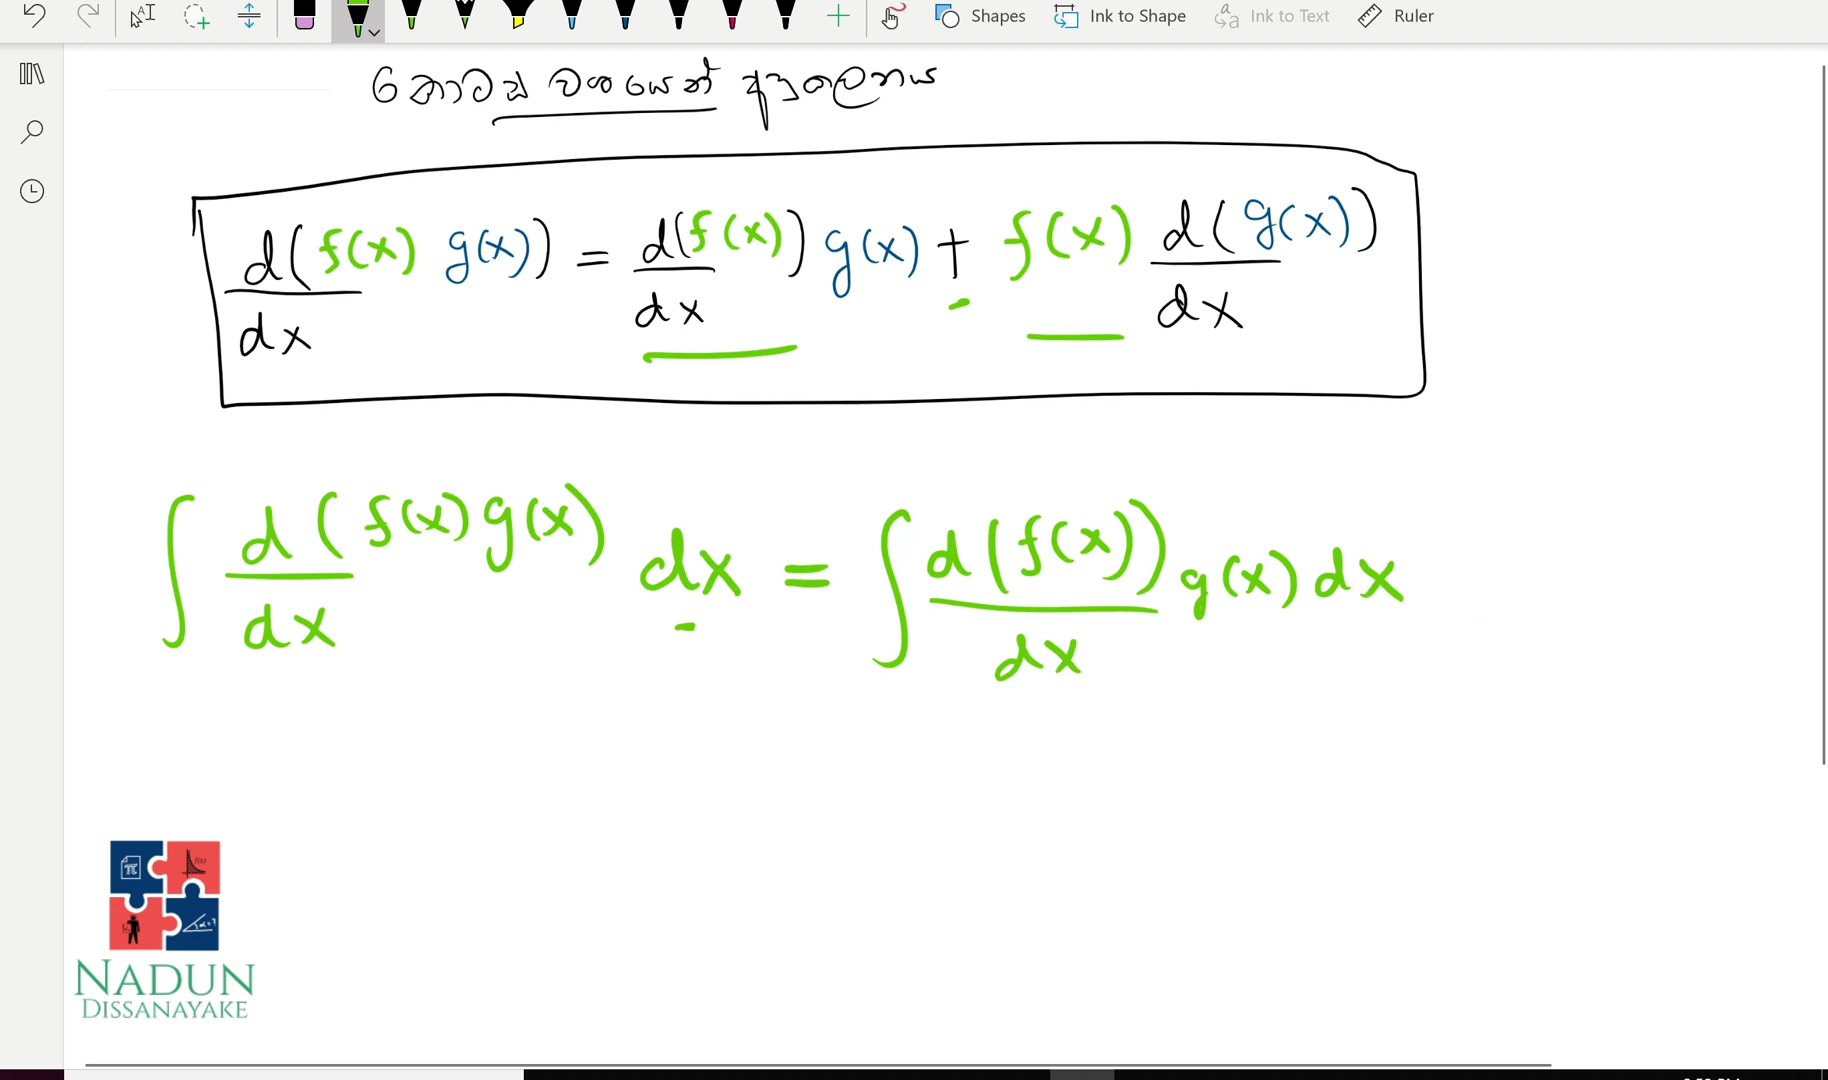 Shapes Ink to Shape Ink to Text Ruler
කොටස් වශයෙන් අනුකලනය
d(f(x) g(x))/dx = d(f(x))/dx g(x) + f(x) d(g(x))/dx
∫ d(f(x)g(x))/dx dx = ∫ d(f(x))/dx g(x) dx
NADUN
DISSANAYAKE